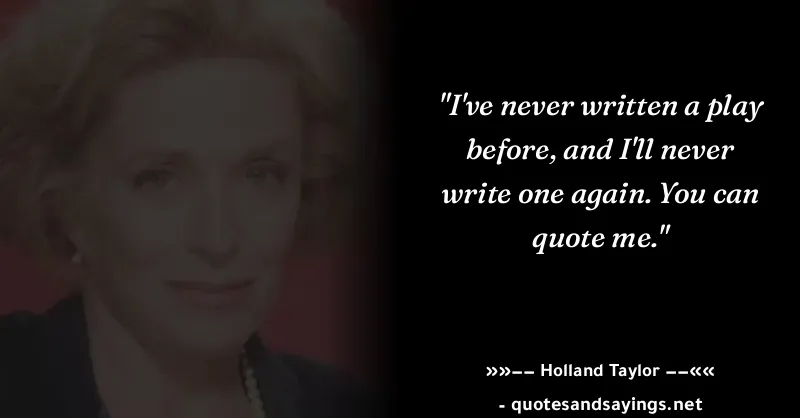 "I've never written a play
before, and I'll never
write one again. You can
quote me."
»»−− Holland Taylor −−««
- quotesandsayings.net